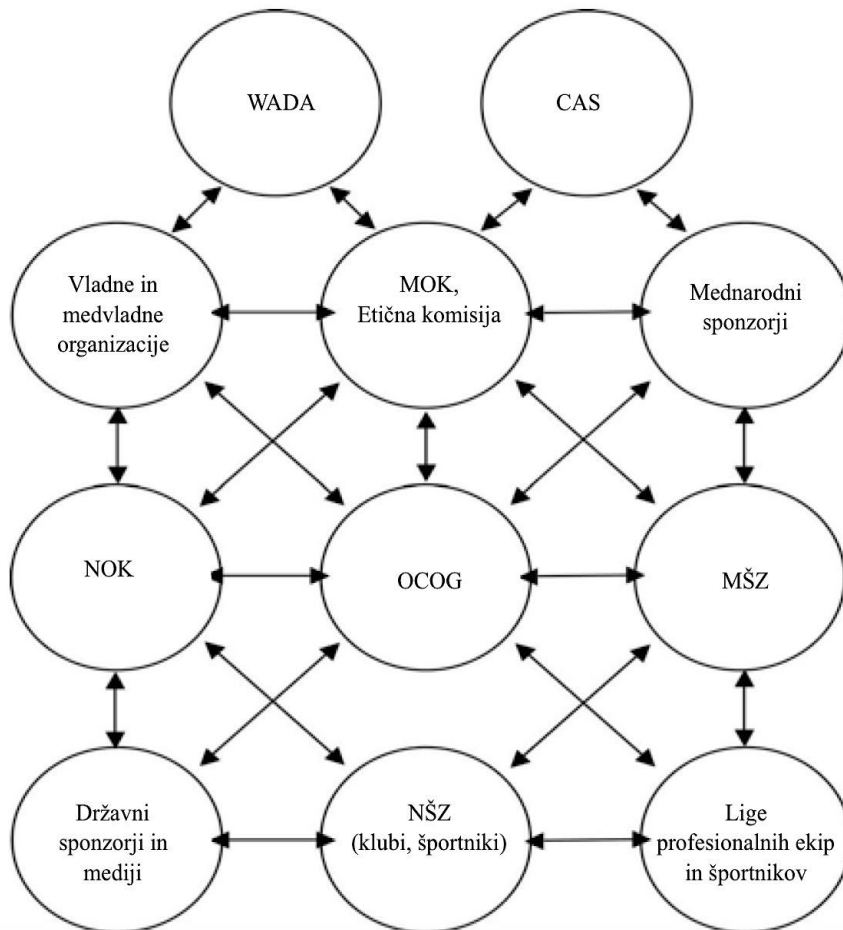 WADA
CAS
Vladne in
medvladne
organizacije
MOK,
Etična komisija
Mednarodni
sponzorji
NOK
OCOG
MŠZ
Državni
sponzorji in
mediji
NŠZ
(klubi, športniki)
Lige
profesionalnih ekip
in športnikov